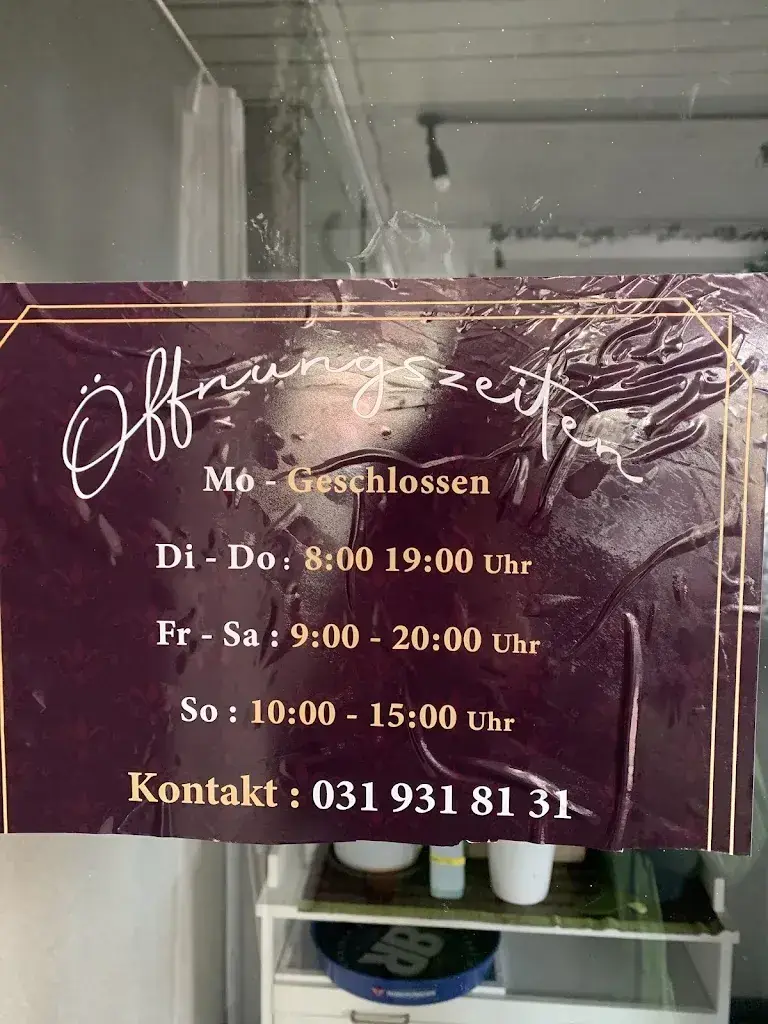 Öffnungszeiten
Mo - Geschlossen
Di - Do : 8:00 19:00 Uhr
Fr - Sa : 9:00 - 20:00 Uhr
So : 10:00 - 15:00 Uhr
Kontakt : 031 931 81 31